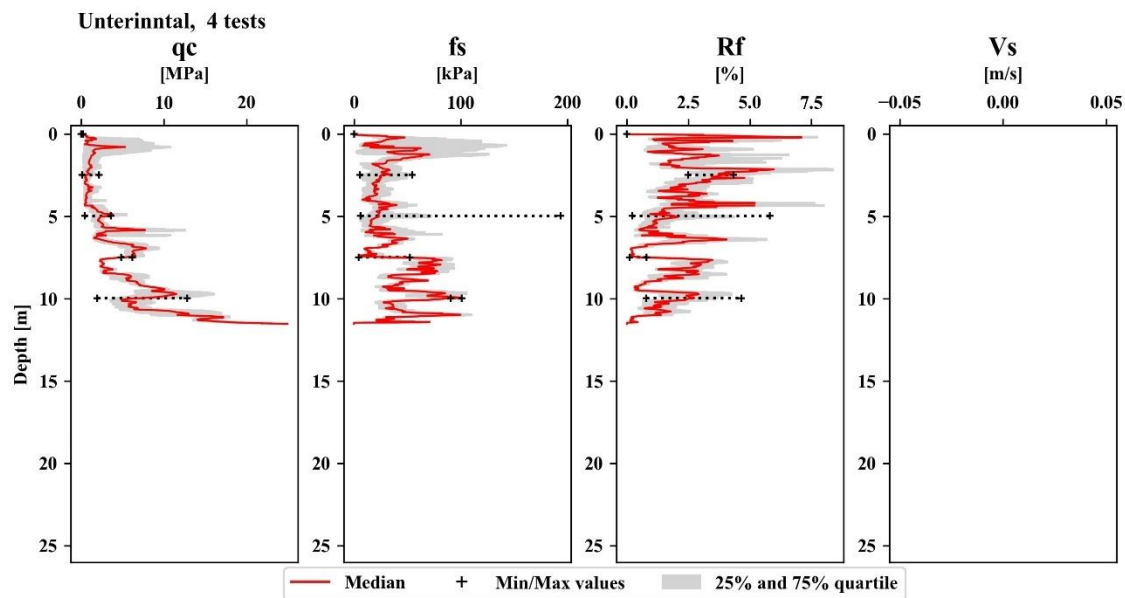 Unterinntal, 4 tests
qc
[MPa]
0 10 20
fs
[kPa]
0 100 200
Rf
[%]
0.0 2.5 5.0 7.5
Vs
[m/s]
−0.05 0.00 0.05
Depth [m]
0
5
10
15
20
25
0
5
10
15
20
25
0
5
10
15
20
25
0
5
10
15
20
25
Median
Min/Max values
25% and 75% quartile